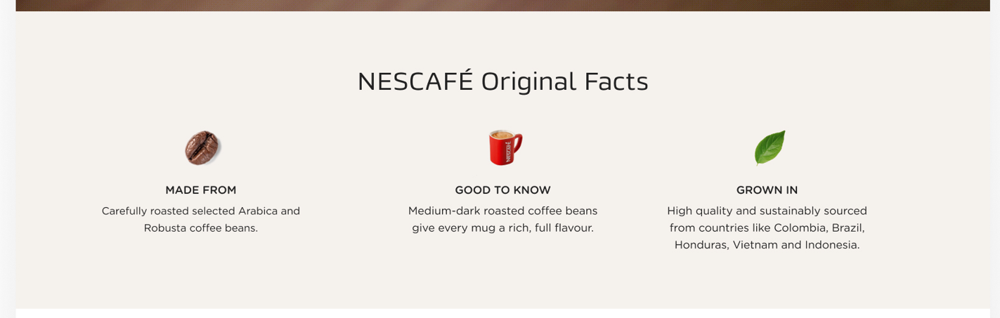 NESCAFÉ Original Facts
NESCAFÉ
MADE FROM
Carefully roasted selected Arabica and
Robusta coffee beans.
GOOD TO KNOW
Medium-dark roasted coffee beans
give every mug a rich, full flavour.
GROWN IN
High quality and sustainably sourced
from countries like Colombia, Brazil,
Honduras, Vietnam and Indonesia.